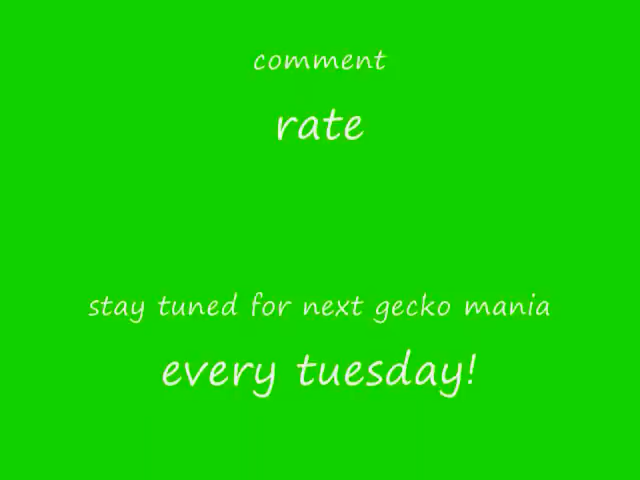 comment
rate
stay tuned for next gecko mania
every tuesday!